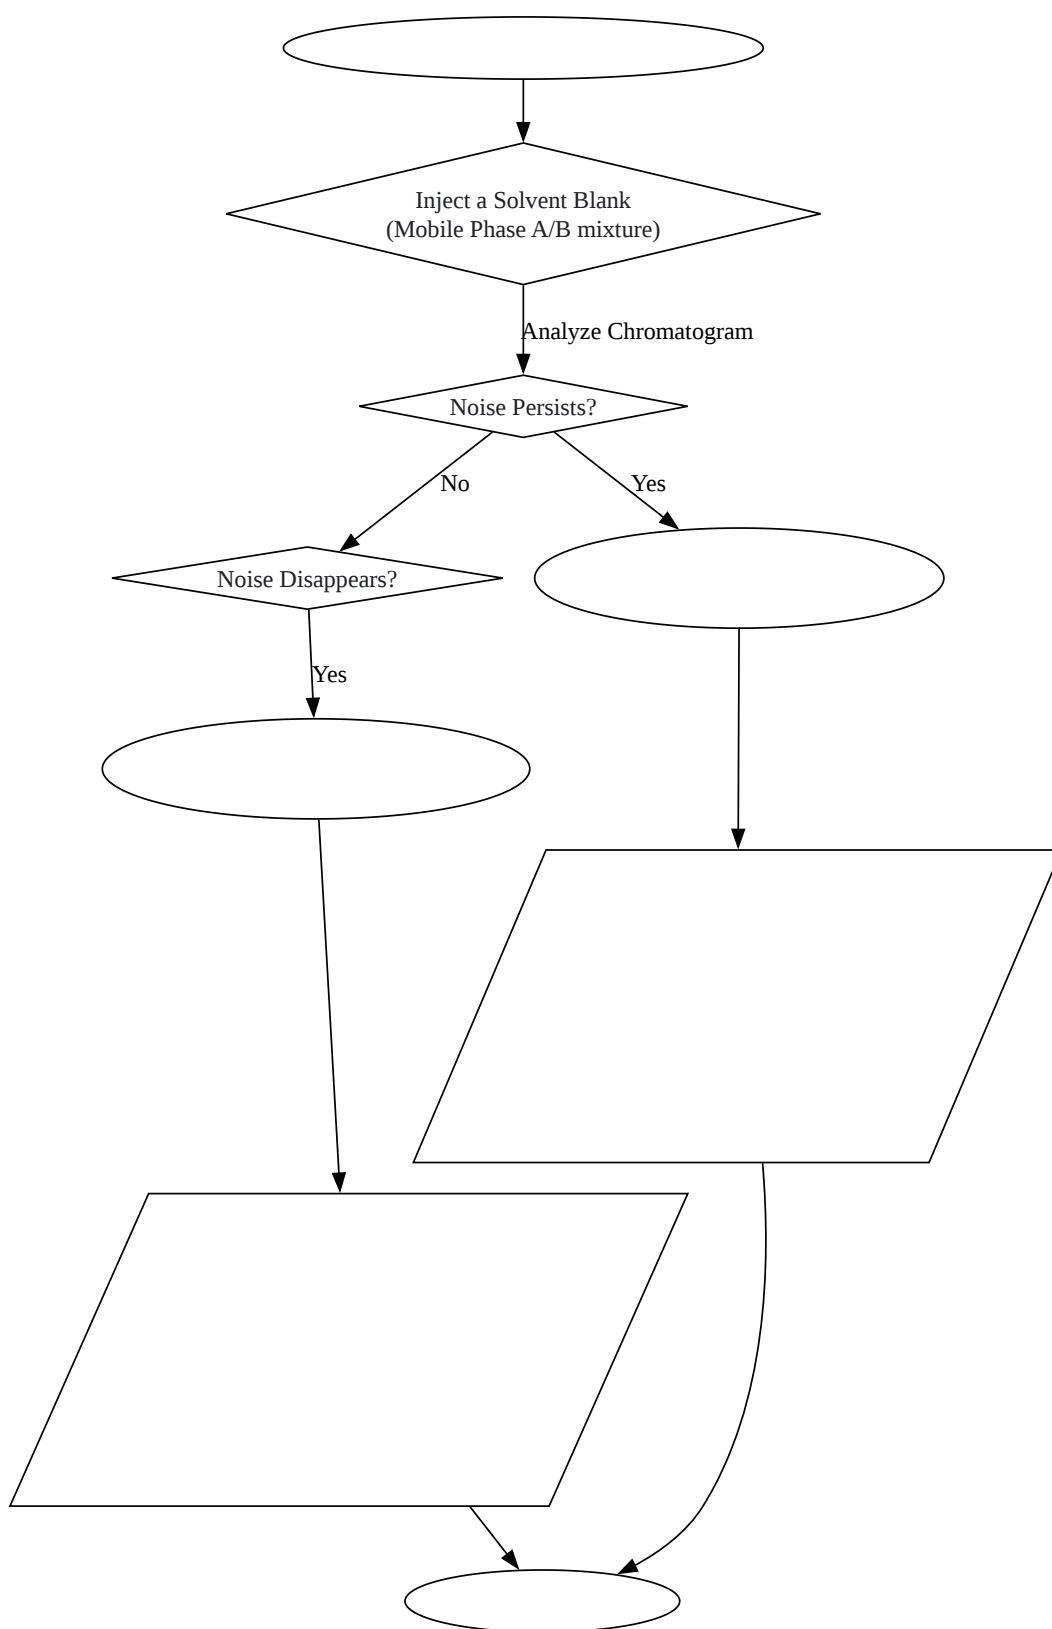 Inject a Solvent Blank
(Mobile Phase A/B mixture)
Analyze Chromatogram
Noise Persists?
No
Yes
Noise Disappears?
Yes